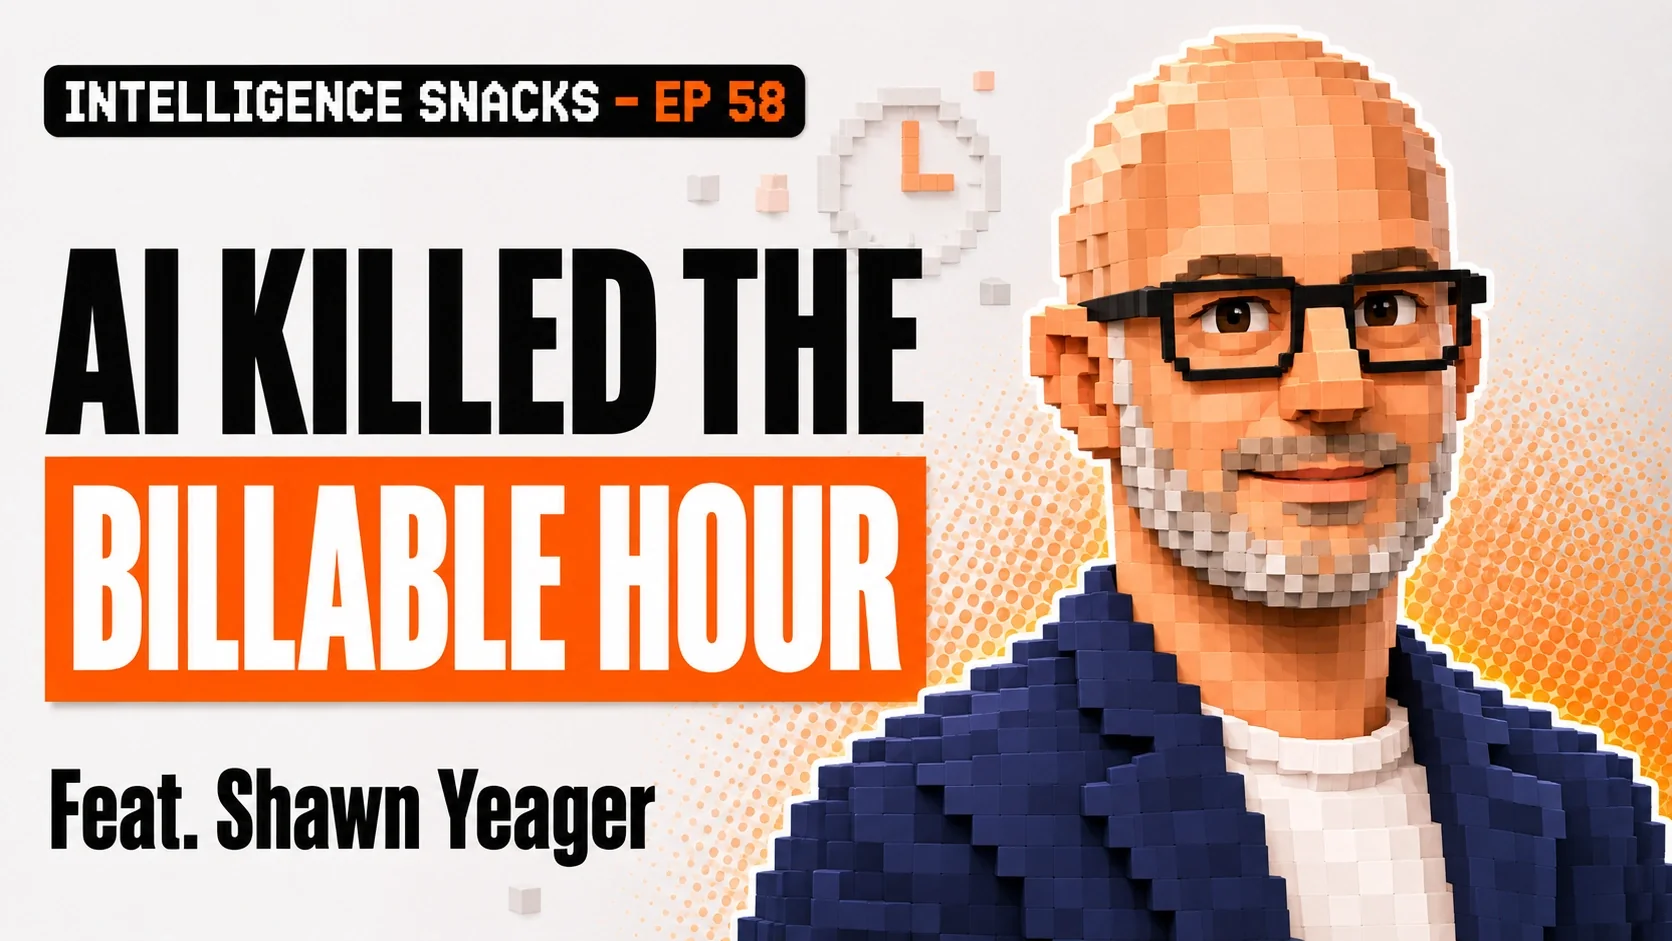 INTELLIGENCE SNACKS - EP 58
AI KILLED THE
BILLABLE HOUR
Feat. Shawn Yeager